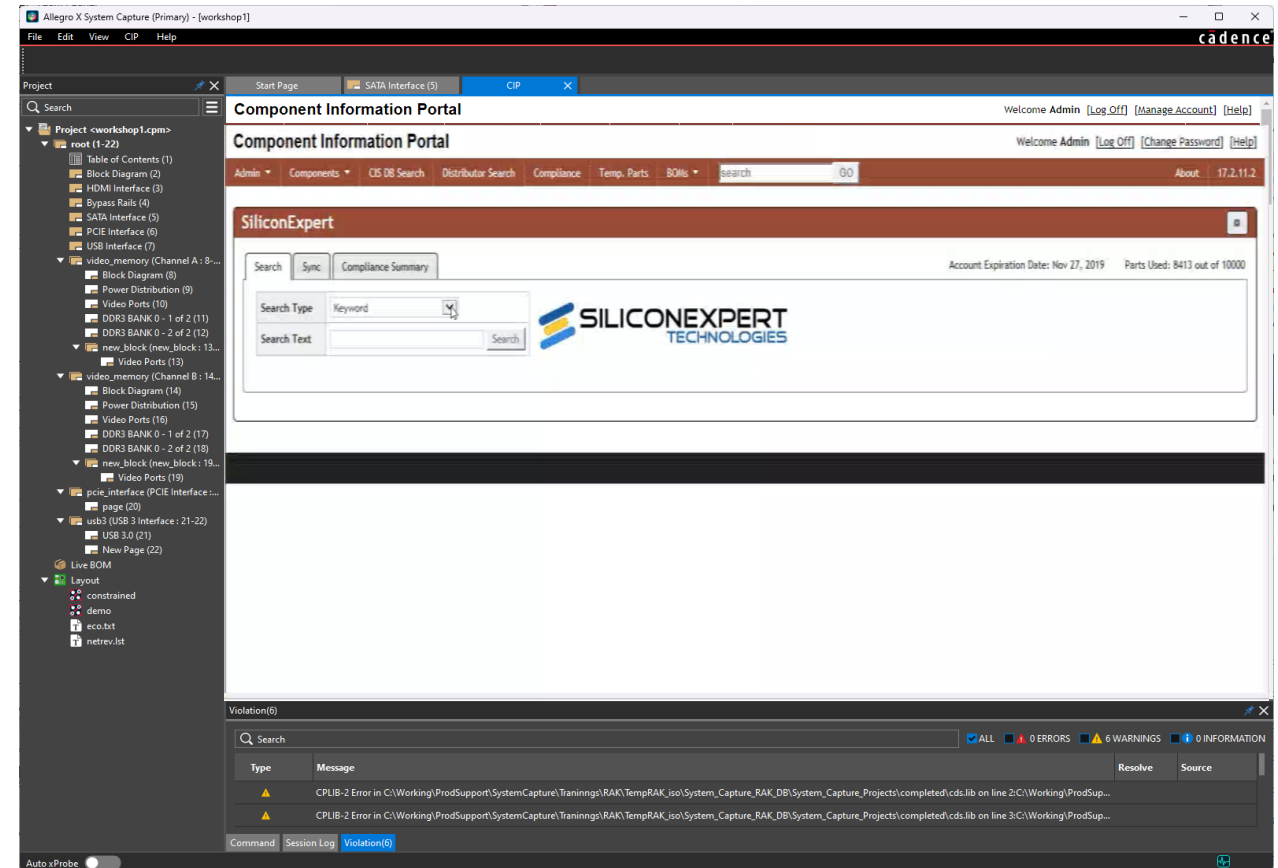 Allegro X System Capture (Primary) - [workshop1]
File Edit View CIP Help
cādence
Project
Start Page
SATA Interface (5)
CIP
Search
Project <workshop1.cpm>
root (1-22)
Table of Contents (1)
Block Diagram (2)
HDMI Interface (3)
Bypass Rails (4)
SATA Interface (5)
PCIE Interface (6)
USB Interface (7)
video_memory (Channel A : 8-...
Block Diagram (8)
Power Distribution (9)
Video Ports (10)
DDR3 BANK 0 - 1 of 2 (11)
DDR3 BANK 0 - 2 of 2 (12)
new_block (new_block : 13...
Video Ports (13)
video_memory (Channel B : 14...
Block Diagram (14)
Power Distribution (15)
Video Ports (16)
DDR3 BANK 0 - 1 of 2 (17)
DDR3 BANK 0 - 2 of 2 (18)
new_block (new_block : 19...
Video Ports (19)
pcie_interface (PCIE Interface :...
page (20)
usb3 (USB 3 Interface : 21-22)
USB 3.0 (21)
New Page (22)
Live BOM
Layout
constrained
demo
eco.txt
netrev.lst
Component Information Portal
Welcome Admin [Log Off] [Manage Account] [Help]
Component Information Portal
Welcome Admin [Log Off] [Change Password] [Help]
Admin Components CIS DB Search Distributor Search Compliance Temp. Parts BOMs search GO About 17.2.11.2
SiliconExpert
Search Sync Compliance Summary
Account Expiration Date: Nov 27, 2019 Parts Used: 8413 out of 10000
Search Type Keyword
Search Text Search
SILICONEXPERT
TECHNOLOGIES
Violation(6)
Search
ALL 0 ERRORS 6 WARNINGS 0 INFORMATION
Type Message Resolve Source
CPLIB-2 Error in C:\Working\ProdSupport\SystemCapture\Traninngs\RAK\TempRAK_iso\System_Capture_RAK_DB\System_Capture_Projects\completed\cds.lib on line 2:C:\Working\ProdSup...
CPLIB-2 Error in C:\Working\ProdSupport\SystemCapture\Traninngs\RAK\TempRAK_iso\System_Capture_RAK_DB\System_Capture_Projects\completed\cds.lib on line 3:C:\Working\ProdSup...
Command Session Log Violation(6)
Auto xProbe